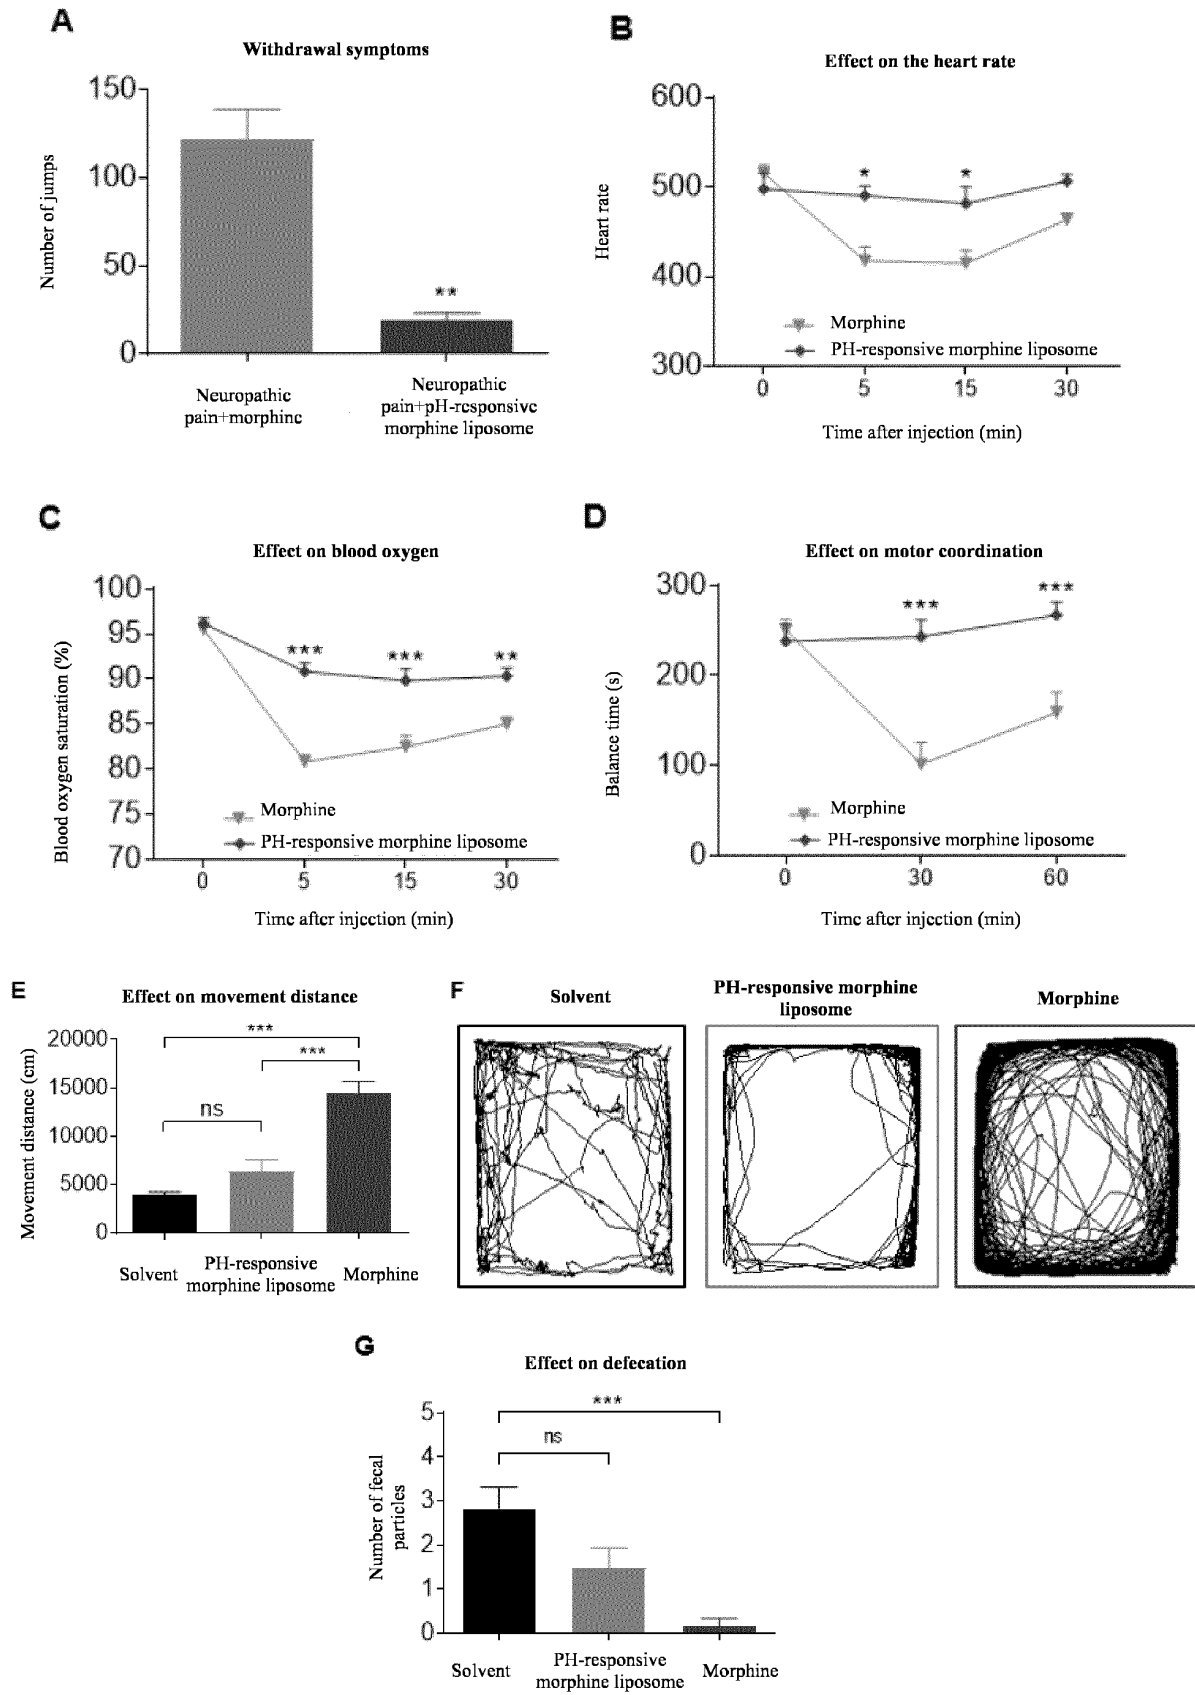 A
Withdrawal symptoms
150
100
50
0
Number of jumps
**
Neuropathic
pain+morphine
Neuropathic
pain+pH-responsive
morphine liposome
B
Effect on the heart rate
600
500
400
300
Heart rate
*
*
Morphine
PH-responsive morphine liposome
0
5
15
30
Time after injection (min)
C
Effect on blood oxygen
100
95
90
85
80
75
70
Blood oxygen saturation (%)
***
***
**
Morphine
PH-responsive morphine liposome
0
5
15
30
Time after injection (min)
D
Effect on motor coordination
300
200
100
0
Balance time (s)
***
***
Morphine
PH-responsive morphine liposome
0
30
60
Time after injection (min)
E
Effect on movement distance
20000
15000
10000
5000
0
Movement distance (cm)
***
***
ns
Solvent
PH-responsive
morphine liposome
Morphine
F
Solvent
PH-responsive morphine
liposome
Morphine
G
Effect on defecation
5
4
3
2
1
0
Number of fecal
particles
***
ns
Solvent
PH-responsive
morphine liposome
Morphine